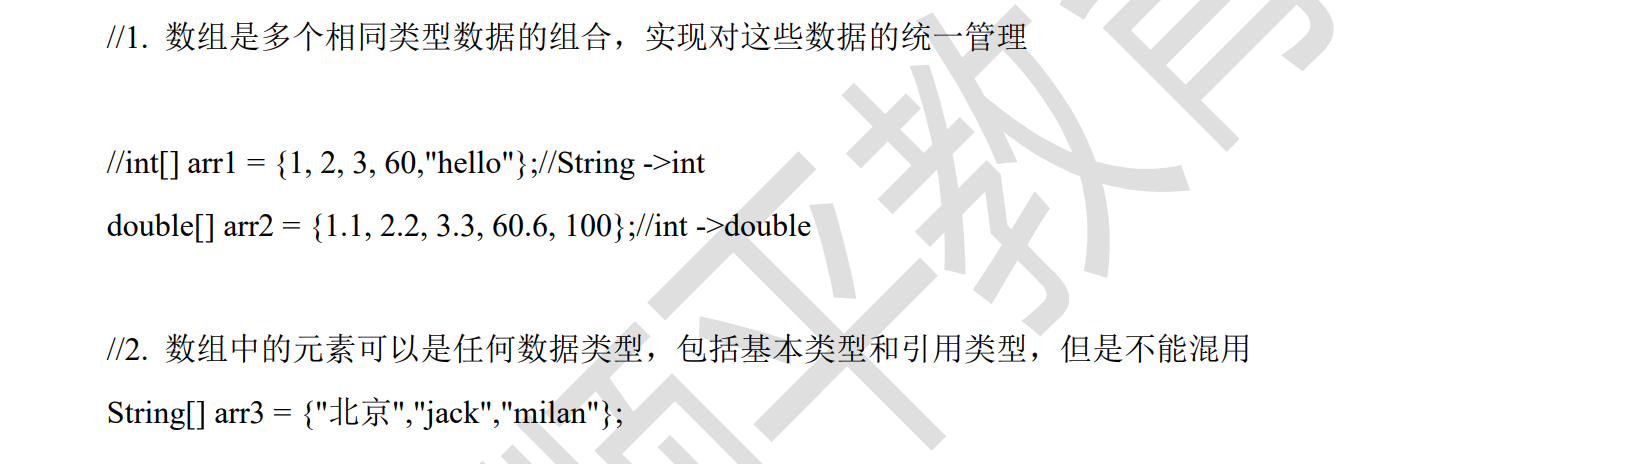 //1. 数组是多个相同类型数据的组合，实现对这些数据的统一管理
//int[] arr1 = {1, 2, 3, 60,"hello"};//String ->int
double[] arr2 = {1.1, 2.2, 3.3, 60.6, 100};//int ->double
//2. 数组中的元素可以是任何数据类型，包括基本类型和引用类型，但是不能混用
String[] arr3 = {"北京","jack","milan"};
平教育